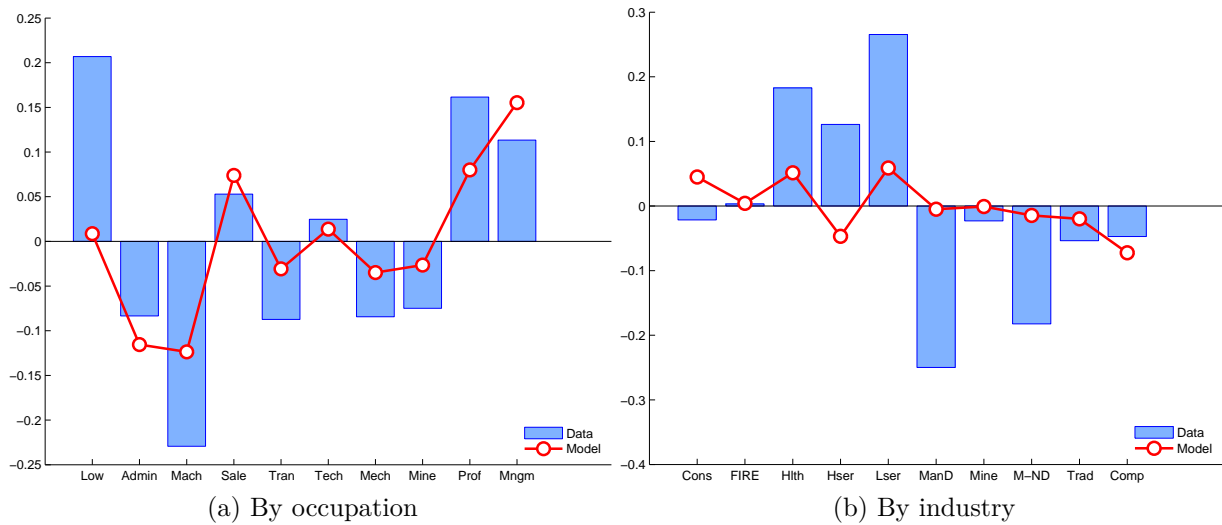 0.25
0.2
0.15
0.1
0.05
0
−0.05
−0.1
−0.15
−0.2
−0.25
Low Admin Mach Sale Tran Tech Mech Mine Prof Mngm
Data
Model
(a) By occupation
0.3
0.2
0.1
0
−0.1
−0.2
−0.3
−0.4
Cons FIRE Hlth Hser Lser ManD Mine M−ND Trad Comp
Data
Model
(b) By industry